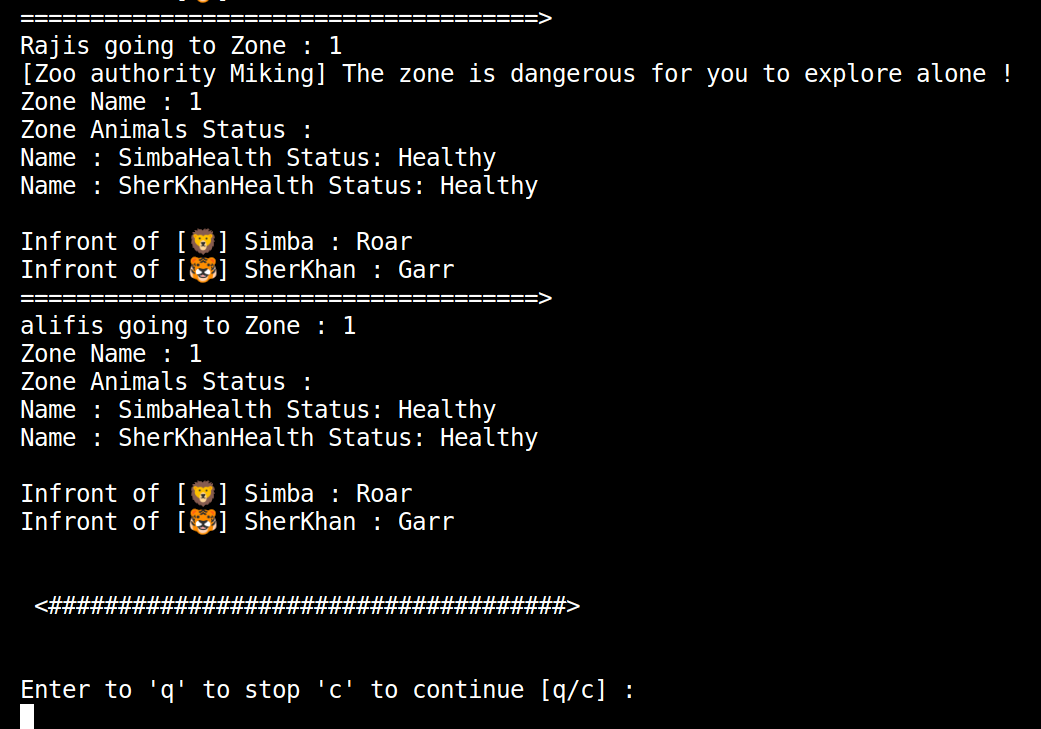 =====================================>
Rajis going to Zone : 1
[Zoo authority Miking] The zone is dangerous for you to explore alone !
Zone Name : 1
Zone Animals Status :
Name : SimbaHealth Status: Healthy
Name : SherKhanHealth Status: Healthy
Infront of [🦁] Simba : Roar
Infront of [🐯] SherKhan : Garr
=====================================>
alifis going to Zone : 1
Zone Name : 1
Zone Animals Status :
Name : SimbaHealth Status: Healthy
Name : SherKhanHealth Status: Healthy
Infront of [🦁] Simba : Roar
Infront of [🐯] SherKhan : Garr
<#####################################>
Enter to 'q' to stop 'c' to continue [q/c] :